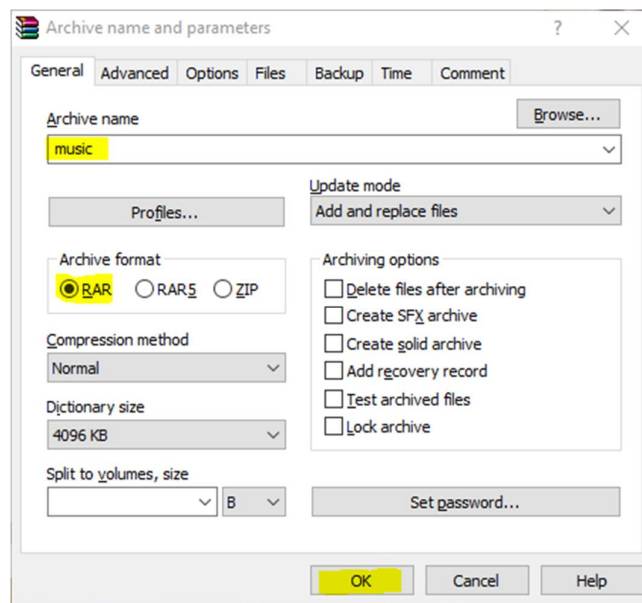 Archive name and parameters
General Advanced Options Files Backup Time Comment
Archive name
Browse...
music
Update mode
Profiles...
Add and replace files
Archive format
RAR RAR5 ZIP
Archiving options
Delete files after archiving
Create SFX archive
Create solid archive
Add recovery record
Test archived files
Lock archive
Compression method
Normal
Dictionary size
4096 KB
Split to volumes, size
B
Set password...
OK Cancel Help